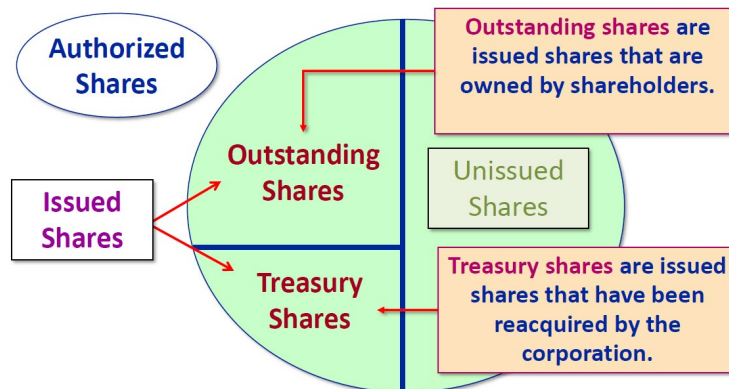 Authorized
Shares
Outstanding shares are
issued shares that are
owned by shareholders.
Outstanding
Shares
Unissued
Shares
Issued
Shares
Treasury
Shares
Treasury shares are issued
shares that have been
reacquired by the
corporation.